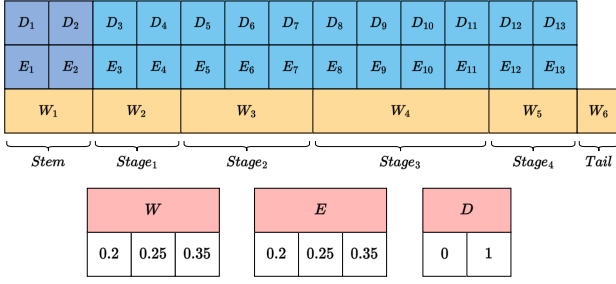 D₁ D₂ D₃ D₄ D₅ D₆ D₇ D₈ D₉ D₁₀ D₁₁ D₁₂ D₁₃
E₁ E₂ E₃ E₄ E₅ E₆ E₇ E₈ E₉ E₁₀ E₁₁ E₁₂ E₁₃
W₁ W₂ W₃ W₄ W₅ W₆
Stem Stage₁ Stage₂ Stage₃ Stage₄ Tail
W E D
0.2 0.25 0.35 0.2 0.25 0.35 0 1